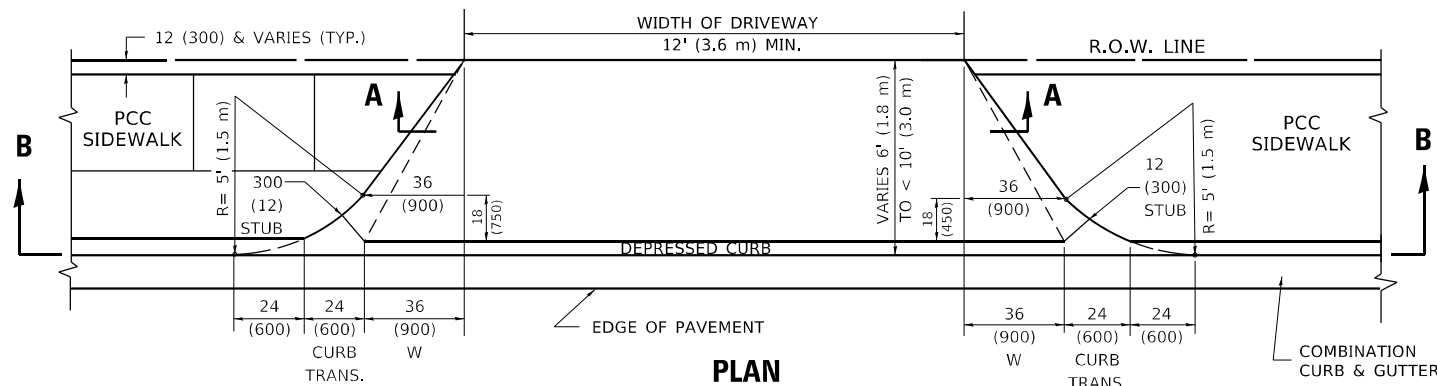 WIDTH OF DRIVEWAY
12' (3.6 m) MIN.
12 (300) & VARIES (TYP.)
R.O.W. LINE
A
A
PCC
SIDEWALK
PCC
SIDEWALK
B
B
R= 5' (1.5 m)
300
(12)
STUB
36
(900)
18
(750)
VARIES 6' (1.8 m)
TO < 10' (3.0 m)
36
(900)
18
(450)
12
(300)
STUB
R= 5' (1.5 m)
DEPRESSED CURB
24
(600)
24
(600)
CURB
TRANS.
36
(900)
W
EDGE OF PAVEMENT
36
(900)
W
24
(600)
CURB
TRANS.
24
(600)
COMBINATION
CURB & GUTTER
PLAN